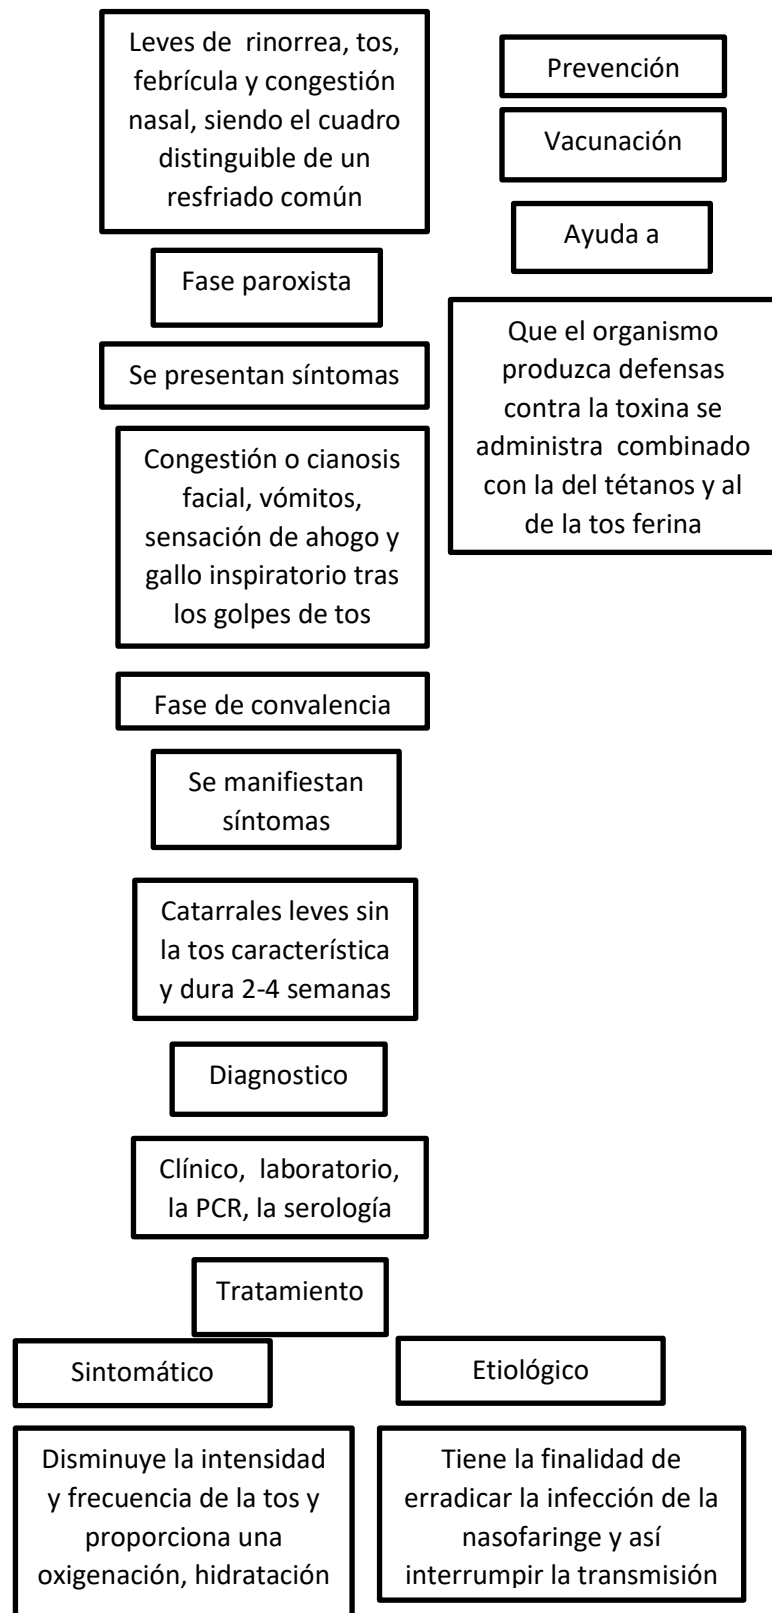 Leves de  rinorrea, tos,
febrícula y congestión
nasal, siendo el cuadro
distinguible de un
resfriado común
Fase paroxista
Se presentan síntomas
Congestión o cianosis
facial, vómitos,
sensación de ahogo y
gallo inspiratorio tras
los golpes de tos
Fase de convalencia
Se manifiestan
síntomas
Catarrales leves sin
la tos característica
y dura 2-4 semanas
Diagnostico
Clínico,  laboratorio,
la PCR, la serología
Tratamiento
Sintomático
Disminuye la intensidad
y frecuencia de la tos y
proporciona una
oxigenación, hidratación
Etiológico
Tiene la finalidad de
erradicar la infección de la
nasofaringe y así
interrumpir la transmisión
Prevención
Vacunación
Ayuda a
Que el organismo
produzca defensas
contra la toxina se
administra  combinado
con la del tétanos y al
de la tos ferina